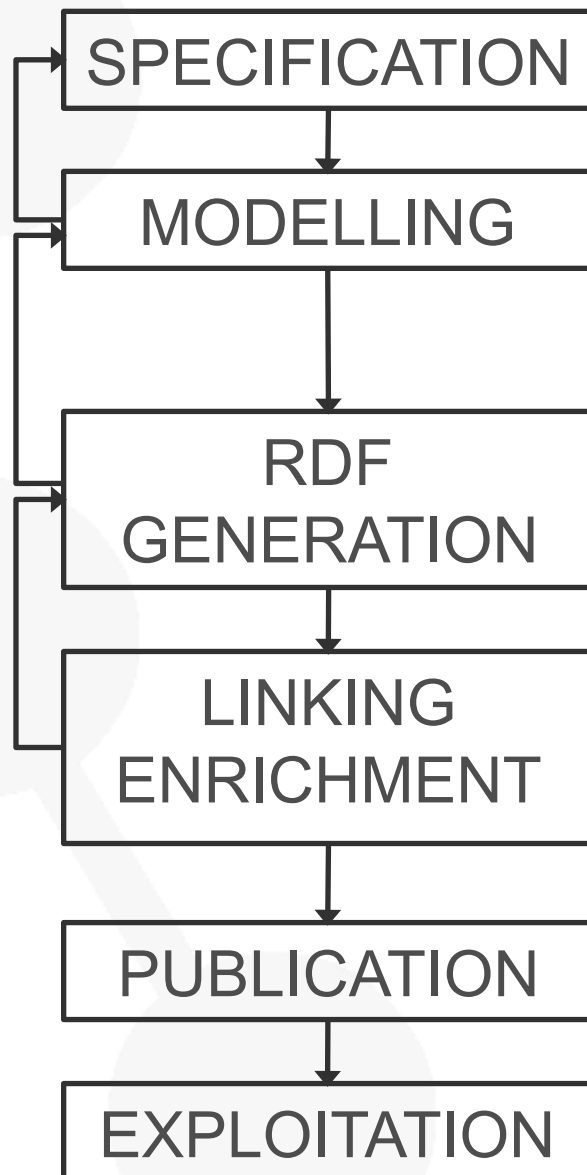 SPECIFICATION
MODELLING
RDF
GENERATION
LINKING
ENRICHMENT
PUBLICATION
EXPLOITATION